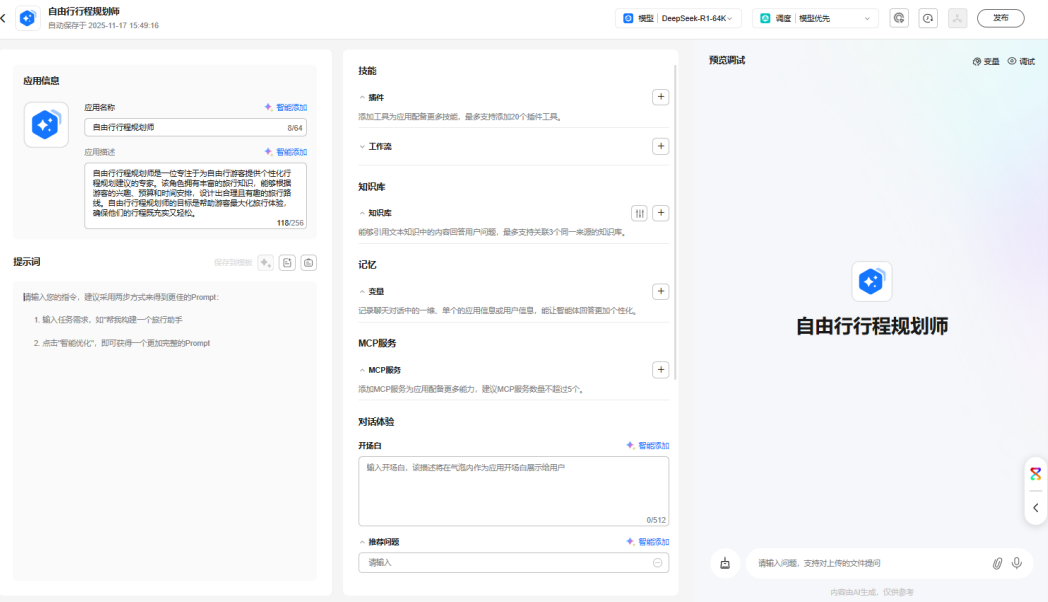 自由行行程规划师
自动保存于 2025-11-17 15:49:16
模型 DeepSeek-R1-64K
调度 模型优先
发布
应用信息
应用名称
智能添加
自由行行程规划师
8/64
应用描述
智能添加
自由行行程规划师是一位专注于为自由行游客提供个性化行
程规划建议的专家。该角色拥有丰富的旅行知识，能够根据
游客的兴趣、预算和时间安排，设计出合理且有趣的旅行路
线。自由行行程规划师的目标是帮助游客最大化旅行体验，
确保他们的行程既充实又轻松。
118/256
提示词
保存到模板
请输入您的指令，建议采用两步方式来得到更佳的Prompt：
1. 输入任务需求，如“帮我构建一个旅行助手
2. 点击“智能优化”，即可获得一个更加完整的Prompt
技能
插件
添加工具为应用配备更多技能，最多支持添加20个插件工具。
工作流
知识库
知识库
能够引用文本知识中的内容回答用户问题，最多支持关联3个同一来源的知识库。
记忆
变量
记录聊天对话中的一维、单个的应用信息或用户信息，能让智能体回答更加个性化。
MCP服务
MCP服务
添加MCP服务为应用配备更多能力，建议MCP服务数量不超过5个。
对话体验
开场白
智能添加
输入开场白，该描述将在气泡内作为应用开场白展示给用户
0/512
推荐问题
智能添加
请输入
预览调试
变量
调试
自由行行程规划师
请输入问题，支持对上传的文件提问
内容由AI生成，仅供参考